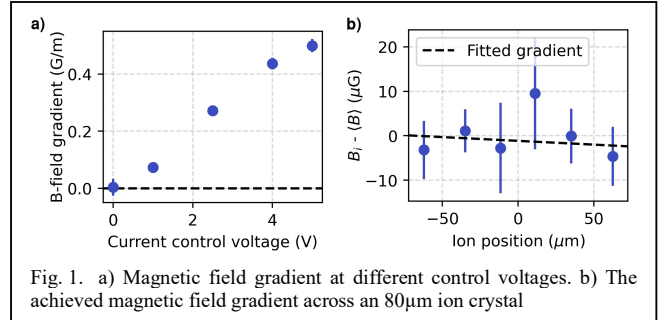 a)
B-field gradient (G/m)
0.4
0.2
0.0
0
2
4
Current control voltage (V)
b)
Fitted gradient
B_i - ⟨B⟩ (μG)
20
10
0
−10
−50
0
50
Ion position (μm)
Fig. 1. a) Magnetic field gradient at different control voltages. b) The
achieved magnetic field gradient across an 80μm ion crystal